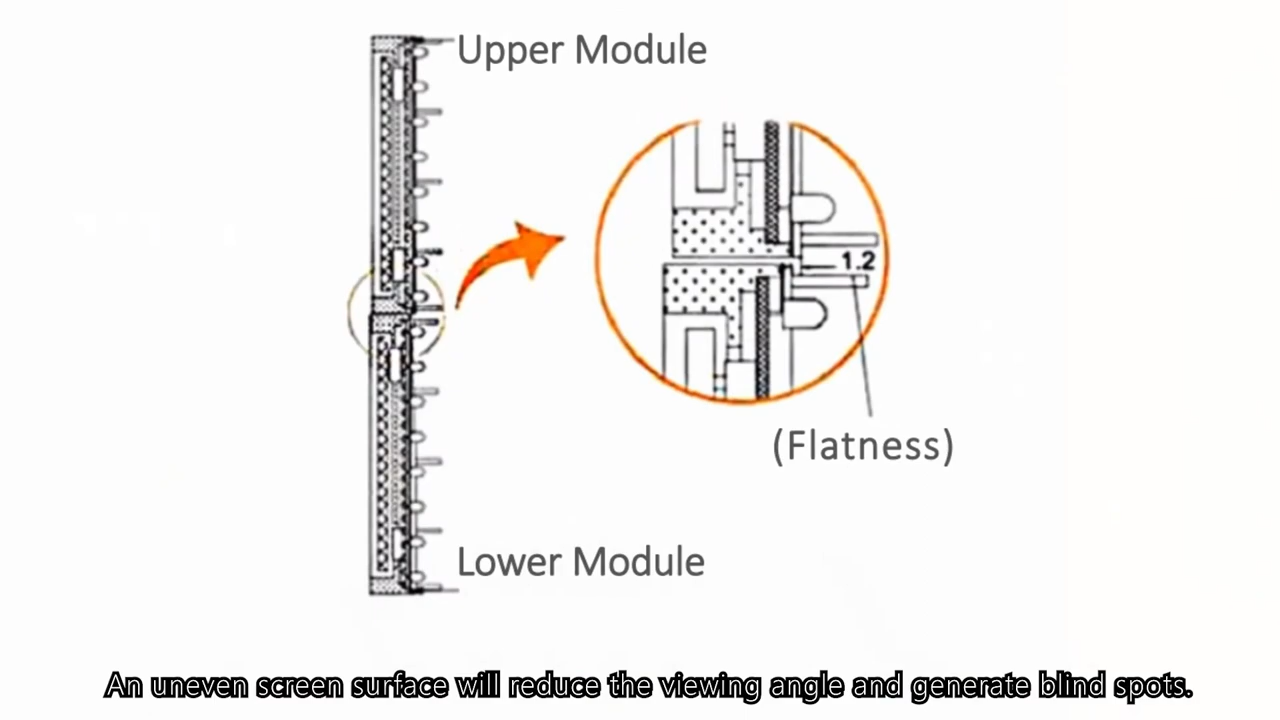 Upper Module
1.2
(Flatness)
Lower Module
An uneven screen surface will reduce the viewing angle and generate blind spots.